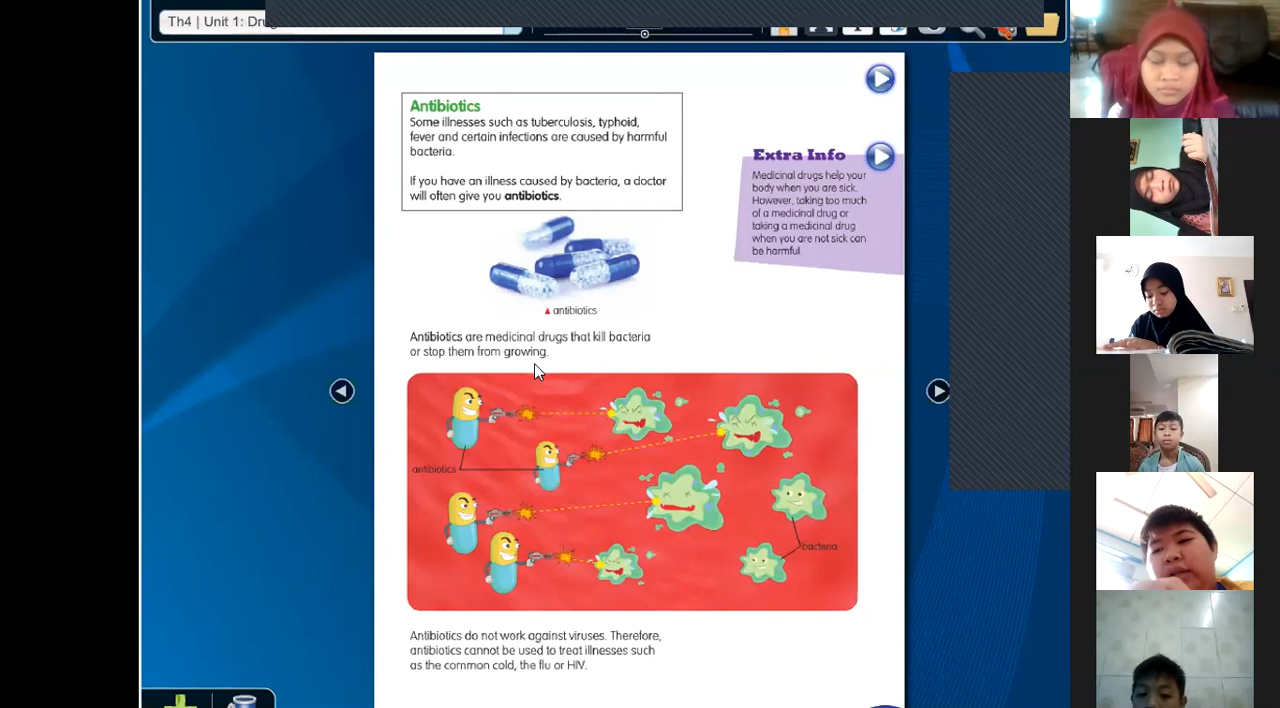 Th4 | Unit 1: Drug
Antibiotics
Some illnesses such as tuberculosis, typhoid,
fever and certain infections are caused by harmful
bacteria.
If you have an illness caused by bacteria, a doctor
will often give you antibiotics.
Extra Info
Medicinal drugs help your
body when you are sick.
However, taking too much
of a medicinal drug or
taking a medicinal drug
when you are not sick can
be harmful.
▲ antibiotics
Antibiotics are medicinal drugs that kill bacteria
or stop them from growing.
antibiotics
bacteria
Antibiotics do not work against viruses. Therefore,
antibiotics cannot be used to treat illnesses such
as the common cold, the flu or HIV.